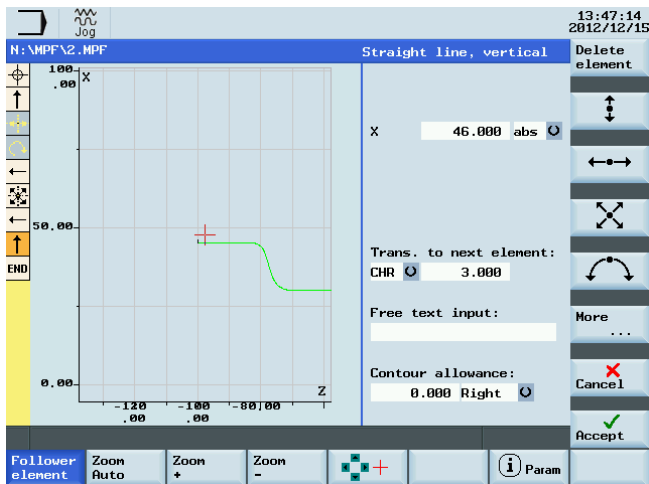 Jog
13:47:14
2012/12/15
N:\MPF\2.MPF
Straight line, vertical
Delete
element
100
.00
X
X 46.000 abs
50.00
END
Trans. to next element:
CHR 3.000
Free text input:
More
...
Contour allowance:
0.000 Right
Cancel
0.00
Z
-120
.00
-100
.00
-80.00
Accept
Follower
element
Zoom
Auto
Zoom
+
Zoom
-
i Param